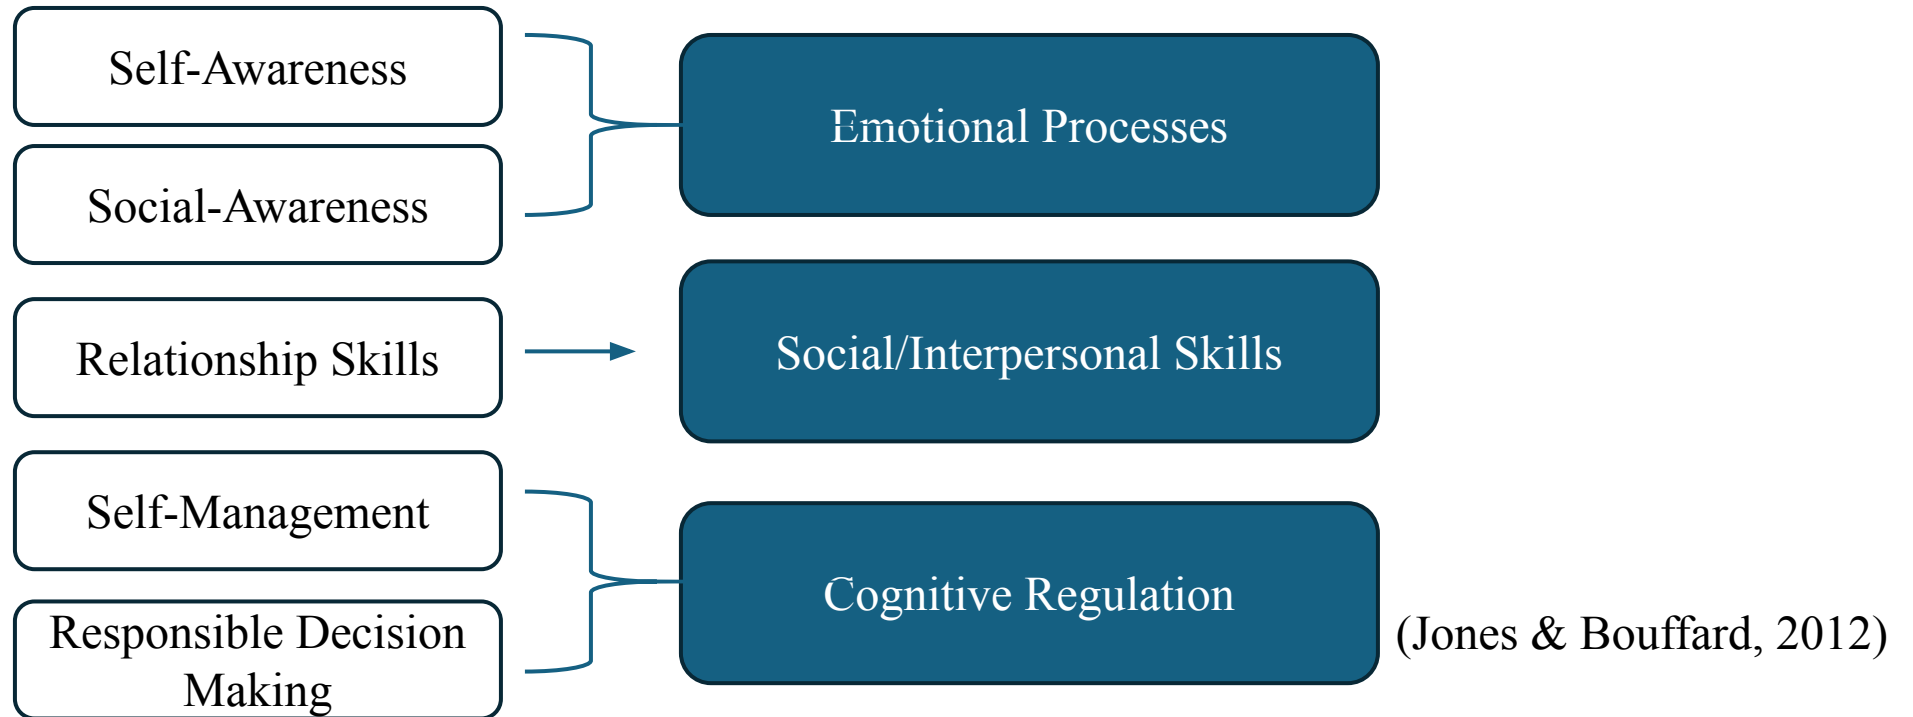 Self-Awareness
Social-Awareness
Emotional Processes
Relationship Skills
Social/Interpersonal Skills
Self-Management
Responsible Decision
Making
Cognitive Regulation
(Jones & Bouffard, 2012)